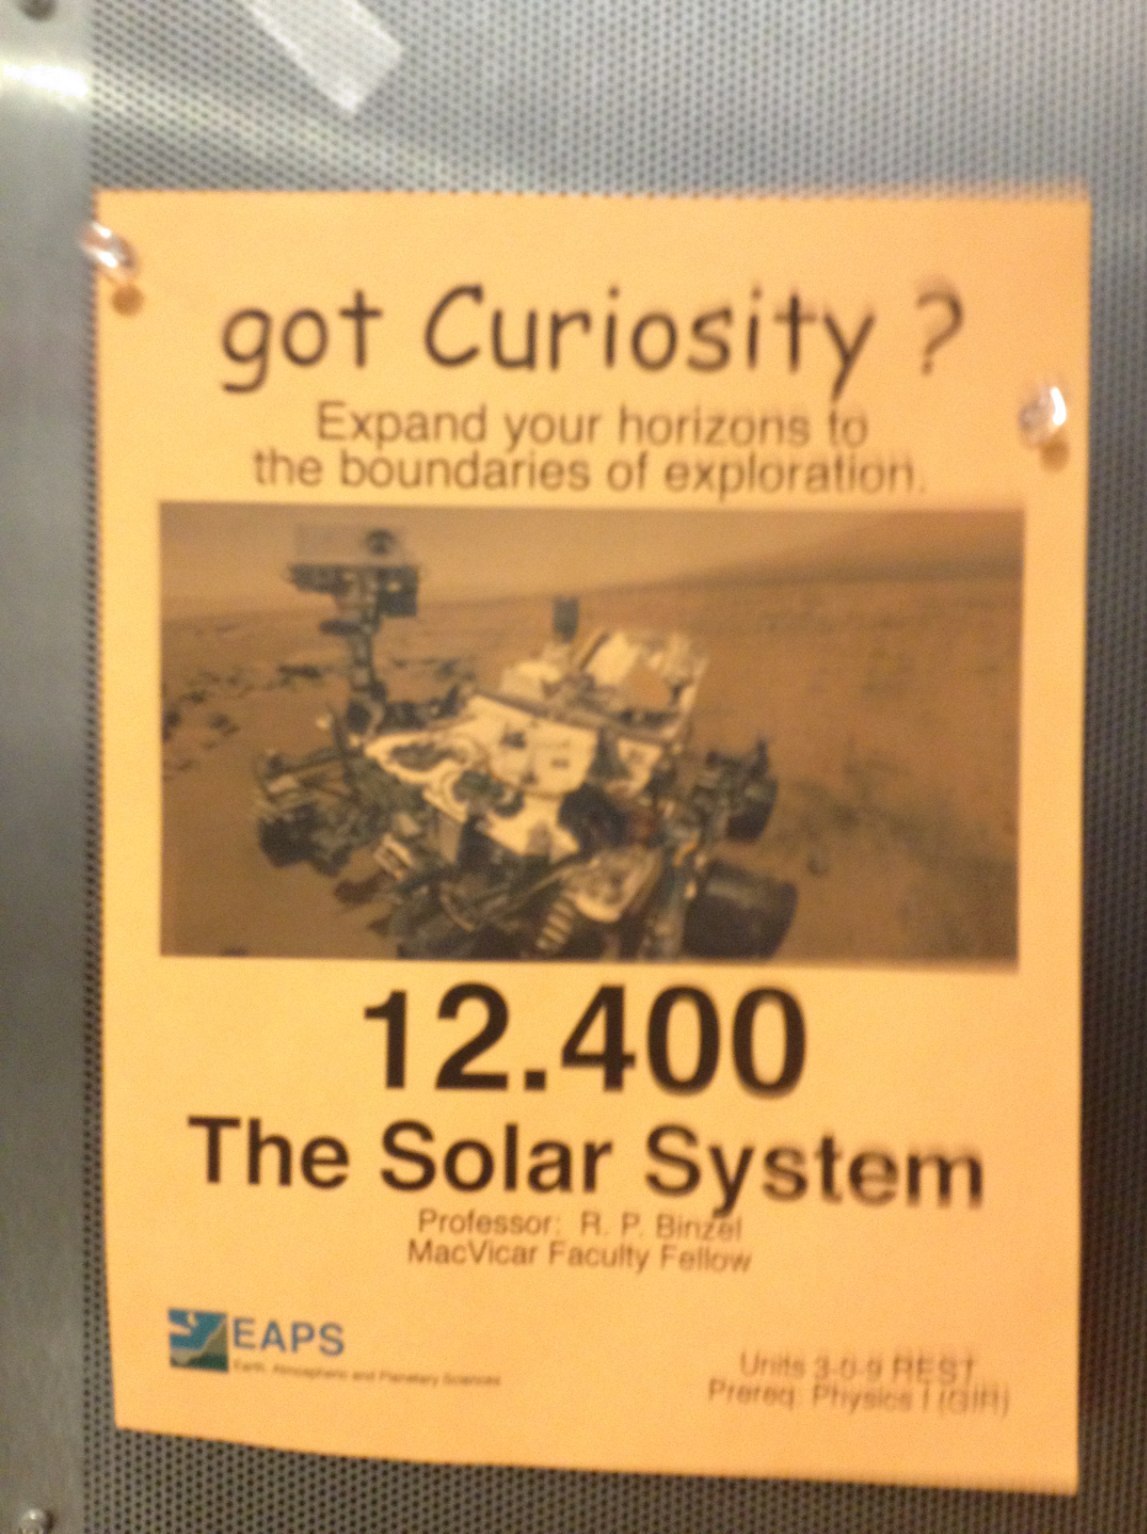 got Curiosity ?
Expand your horizons to
the boundaries of exploration.
12.400
The Solar System
Professor: R. P. Binzel
MacVicar Faculty Fellow
EAPS
Earth, Atmospheric and Planetary Sciences
Units 3-0-9 REST
Prereq: Physics I (GIR)